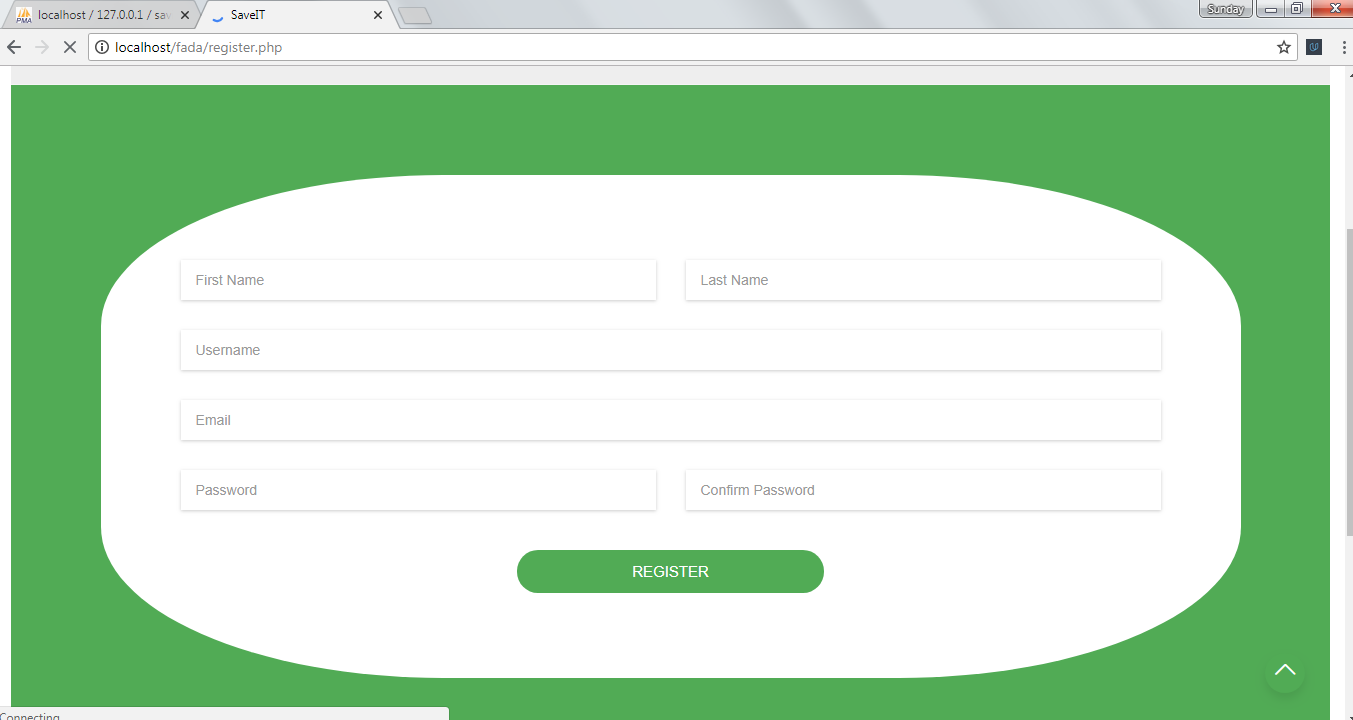 localhost / 127.0.0.1 / sav
SaveIT
Sunday
localhost/fada/register.php
First Name
Last Name
Username
Email
Password
Confirm Password
REGISTER
Connecting
PMA